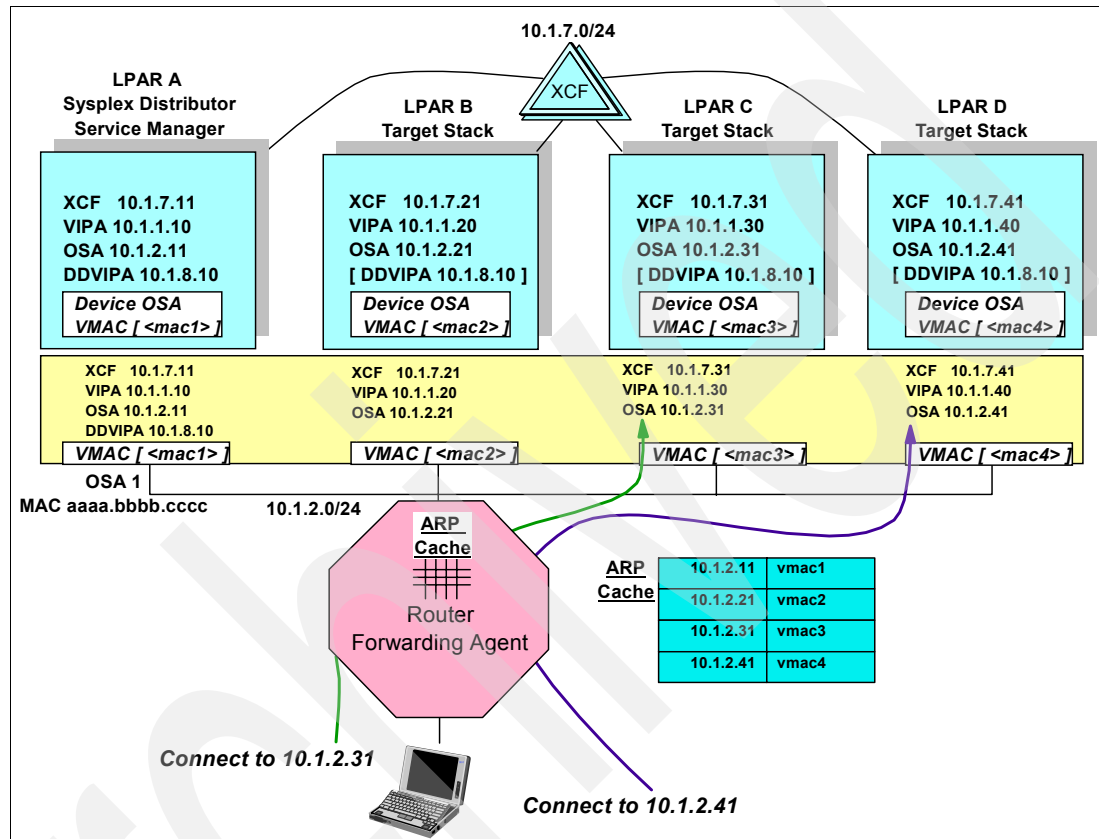 10.1.7.0/24
XCF
LPAR A
Sysplex Distributor
Service Manager
LPAR B
Target Stack
LPAR C
Target Stack
LPAR D
Target Stack
XCF 10.1.7.11
VIPA 10.1.1.10
OSA 10.1.2.11
DDVIPA 10.1.8.10
Device OSA
VMAC [ <mac1> ]
XCF 10.1.7.21
VIPA 10.1.1.20
OSA 10.1.2.21
[ DDVIPA 10.1.8.10 ]
Device OSA
VMAC [ <mac2> ]
XCF 10.1.7.31
VIPA 10.1.1.30
OSA 10.1.2.31
[ DDVIPA 10.1.8.10 ]
Device OSA
VMAC [ <mac3> ]
XCF 10.1.7.41
VIPA 10.1.1.40
OSA 10.1.2.41
[ DDVIPA 10.1.8.10 ]
Device OSA
VMAC [ <mac4> ]
XCF 10.1.7.11
VIPA 10.1.1.10
OSA 10.1.2.11
DDVIPA 10.1.8.10
VMAC [ <mac1> ]
XCF 10.1.7.21
VIPA 10.1.1.20
OSA 10.1.2.21
VMAC [ <mac2> ]
XCF 10.1.7.31
VIPA 10.1.1.30
OSA 10.1.2.31
VMAC [ <mac3> ]
XCF 10.1.7.41
VIPA 10.1.1.40
OSA 10.1.2.41
VMAC [ <mac4> ]
OSA 1
MAC aaaa.bbbb.cccc
10.1.2.0/24
ARP
Cache
Router
Forwarding Agent
ARP
Cache
10.1.2.11 vmac1
10.1.2.21 vmac2
10.1.2.31 vmac3
10.1.2.41 vmac4
Connect to 10.1.2.31
Connect to 10.1.2.41